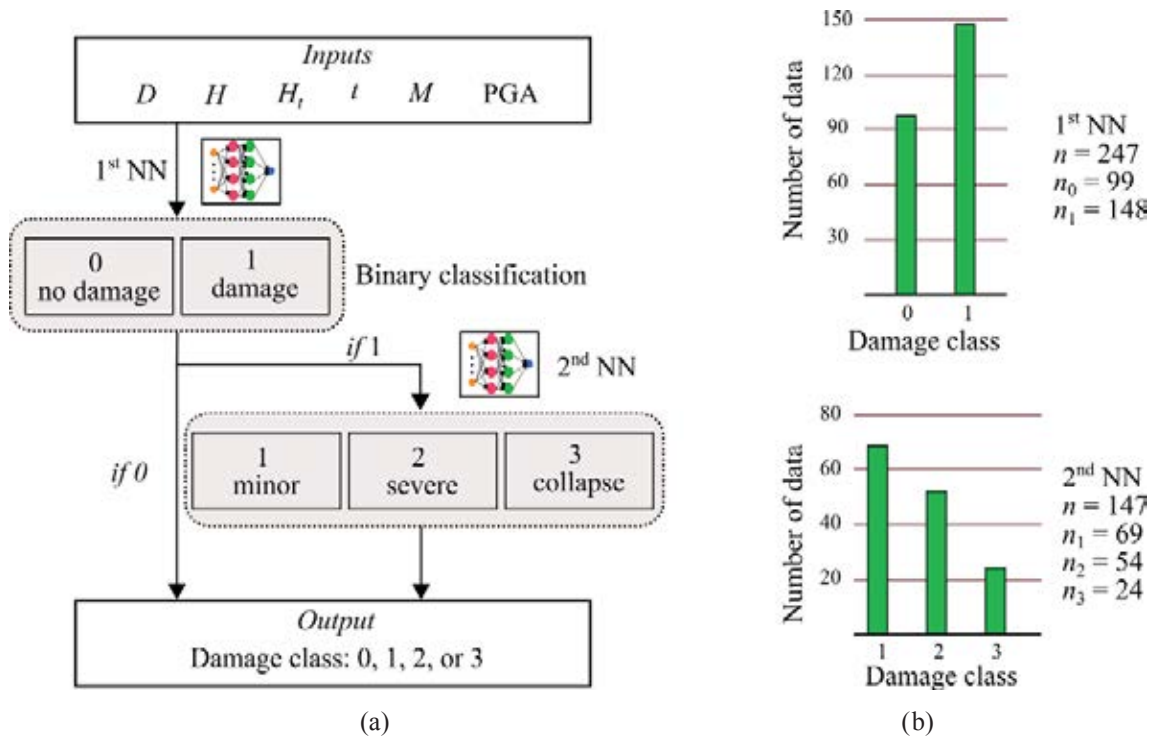 Inputs
D H Hₜ t M PGA
1ˢᵗ NN
0
no damage
1
damage
Binary classification
if 1
2ⁿᵈ NN
if 0
1
minor
2
severe
3
collapse
Output
Damage class: 0, 1, 2, or 3
(a)
Number of data
150
120
90
60
30
0 1
Damage class
1ˢᵗ NN
n = 247
n₀ = 99
n₁ = 148
Number of data
80
60
40
20
1 2 3
Damage class
2ⁿᵈ NN
n = 147
n₁ = 69
n₂ = 54
n₃ = 24
(b)